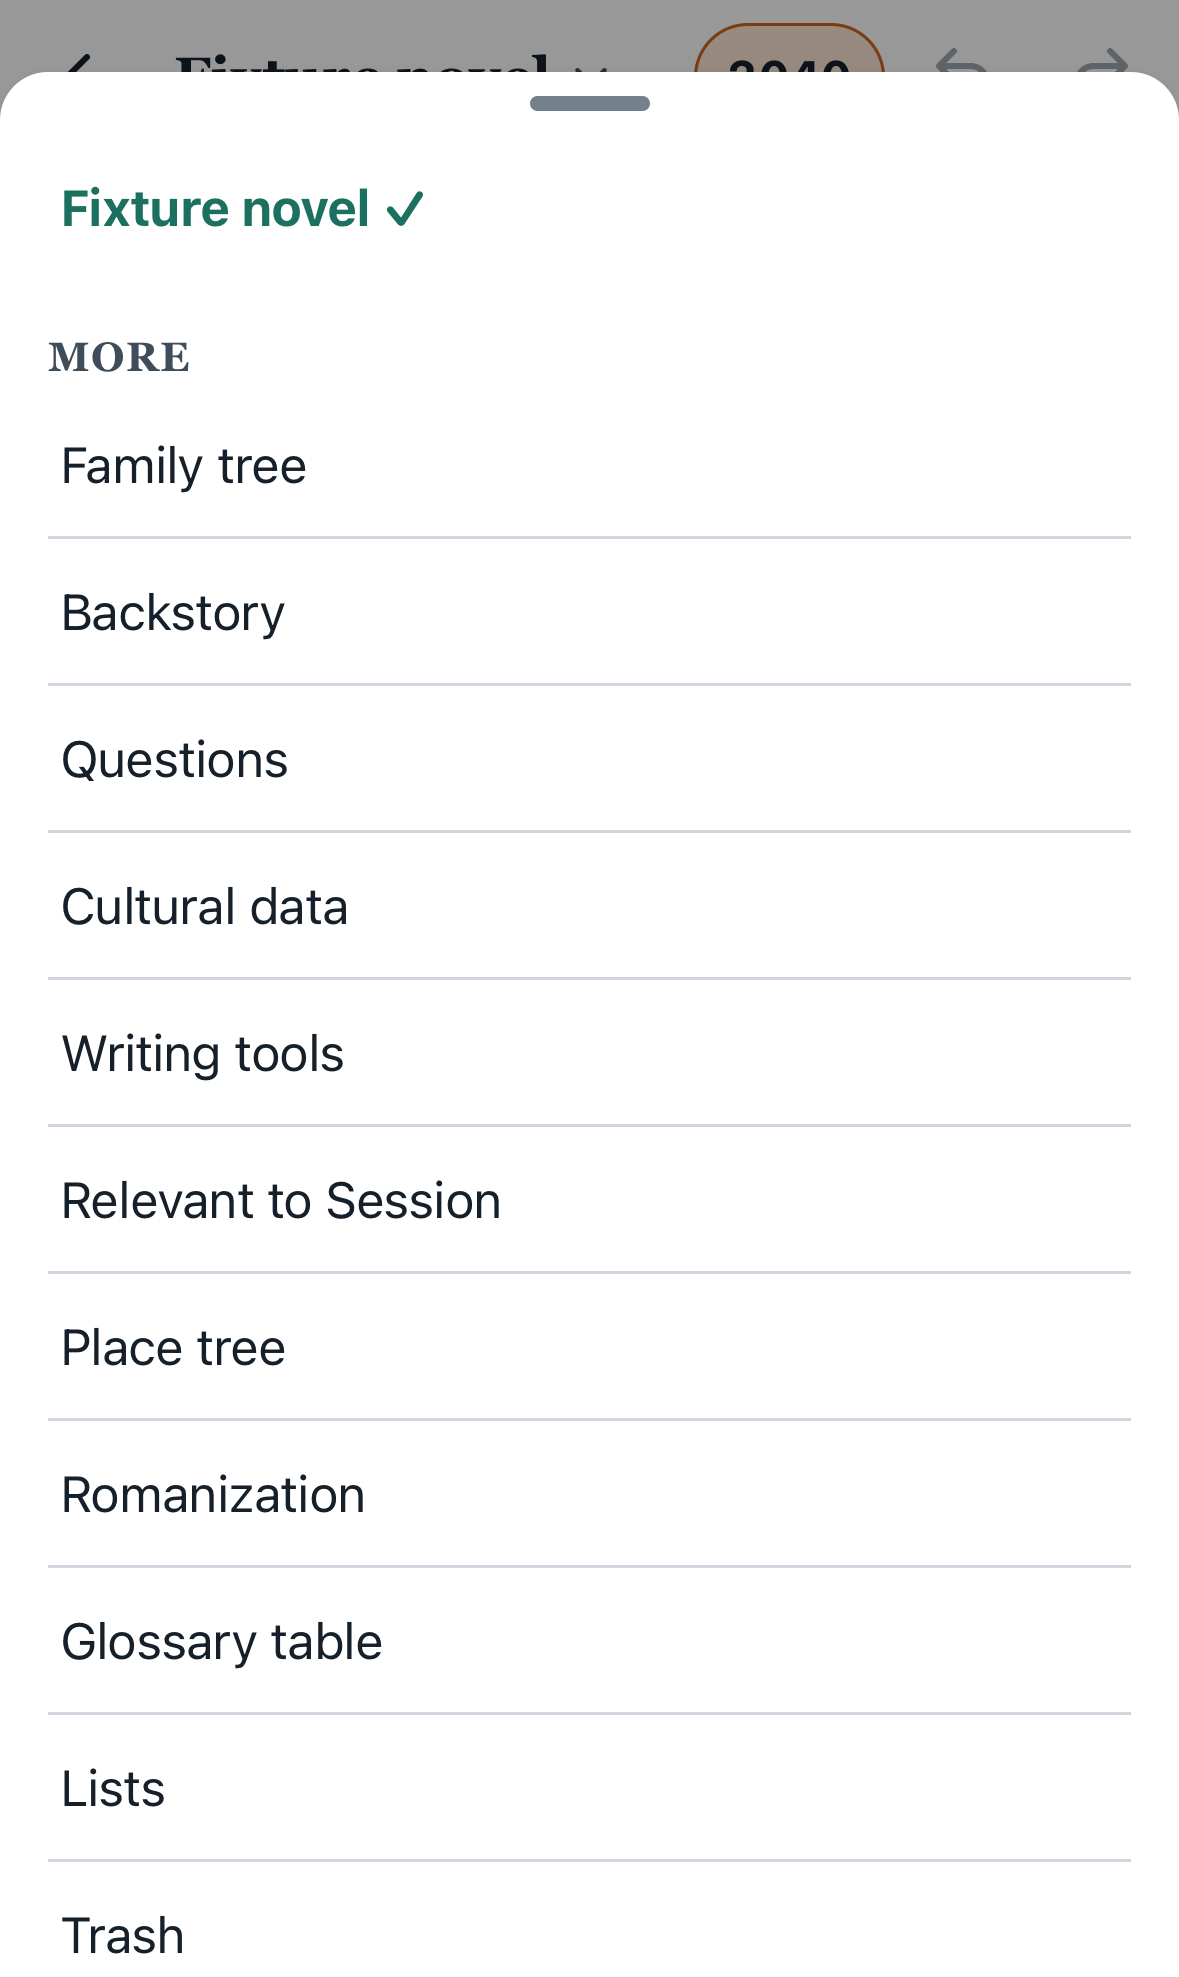 Fixture novel ✓
MORE
Family tree
Backstory
Questions
Cultural data
Writing tools
Relevant to Session
Place tree
Romanization
Glossary table
Lists
Trash